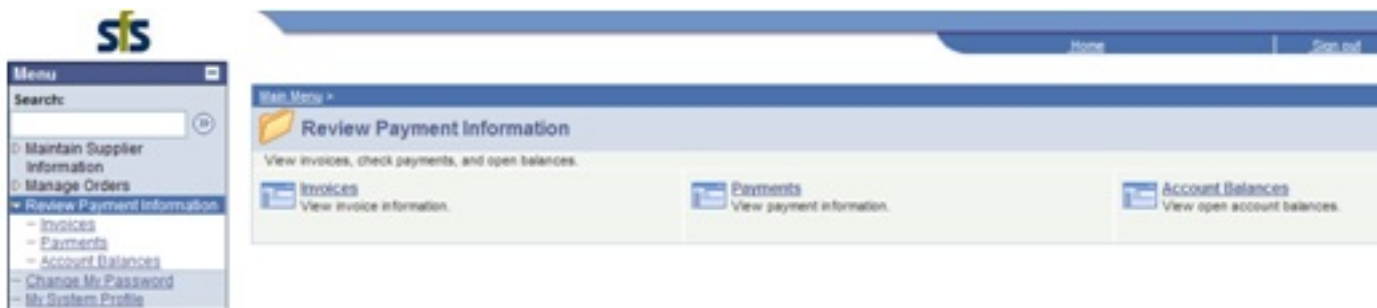 sfs
Home
Sign out
Menu
Search:
Maintain Supplier
Information
Manage Orders
Review Payment Information
- Invoices
- Payments
- Account Balances
- Change My Password
- My System Profile
Main Menu >
Review Payment Information
View invoices, check payments, and open balances.
Invoices
View invoice information.
Payments
View payment information.
Account Balances
View open account balances.